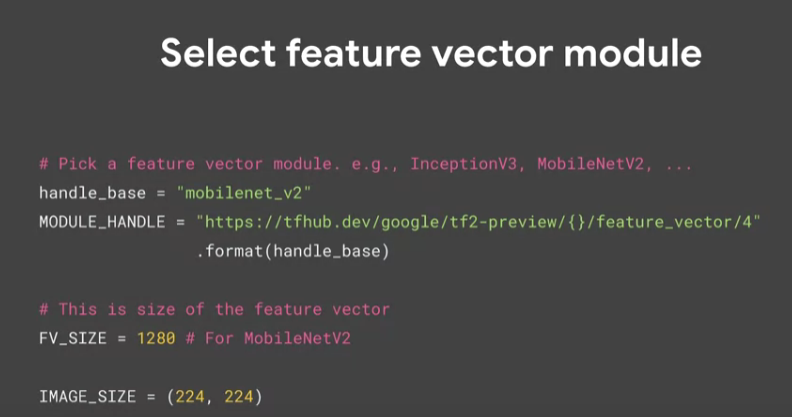 Select feature vector module
# Pick a feature vector module. e.g., InceptionV3, MobileNetV2, ...
handle_base = "mobilenet_v2"
MODULE_HANDLE = "https://tfhub.dev/google/tf2-preview/{}/feature_vector/4"
.format(handle_base)
# This is size of the feature vector
FV_SIZE = 1280 # For MobileNetV2
IMAGE_SIZE = (224, 224)